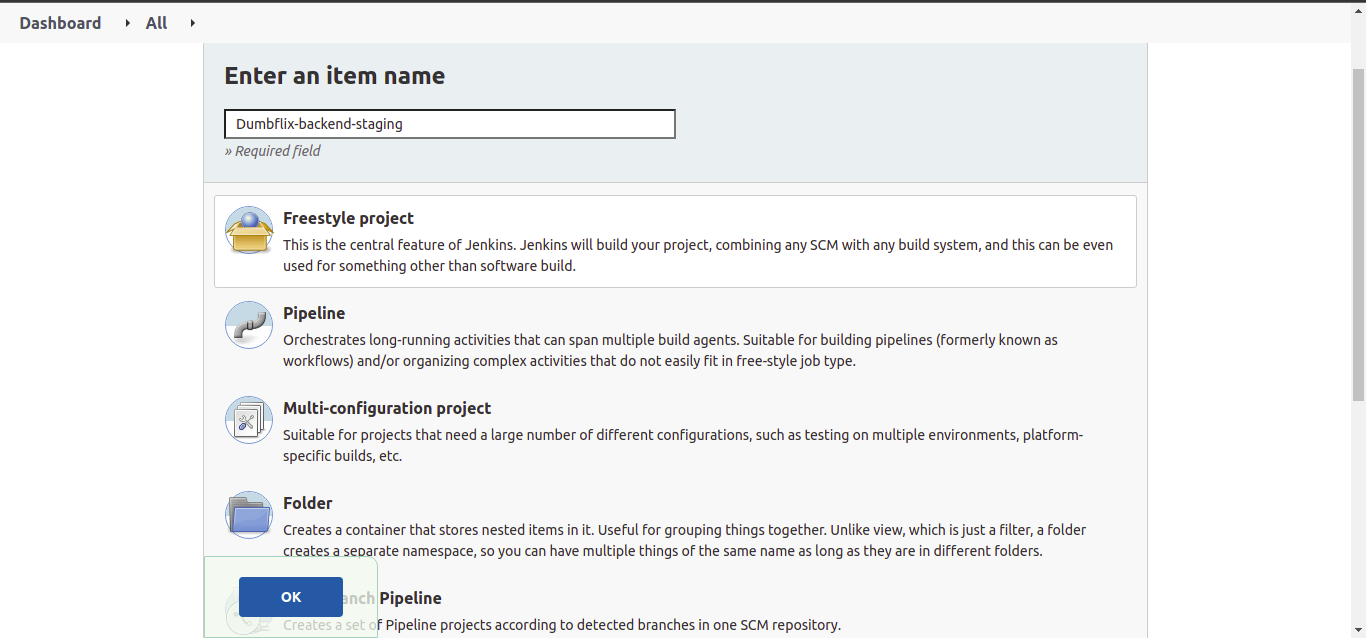 Dashboard
All
Enter an item name
Dumbflix-backend-staging
» Required field
Freestyle project
This is the central feature of Jenkins. Jenkins will build your project, combining any SCM with any build system, and this can be even
used for something other than software build.
Pipeline
Orchestrates long-running activities that can span multiple build agents. Suitable for building pipelines (formerly known as
workflows) and/or organizing complex activities that do not easily fit in free-style job type.
Multi-configuration project
Suitable for projects that need a large number of different configurations, such as testing on multiple environments, platform-
specific builds, etc.
Folder
Creates a container that stores nested items in it. Useful for grouping things together. Unlike view, which is just a filter, a folder
creates a separate namespace, so you can have multiple things of the same name as long as they are in different folders.
OK
anch Pipeline
Creates a set of Pipeline projects according to detected branches in one SCM repository.